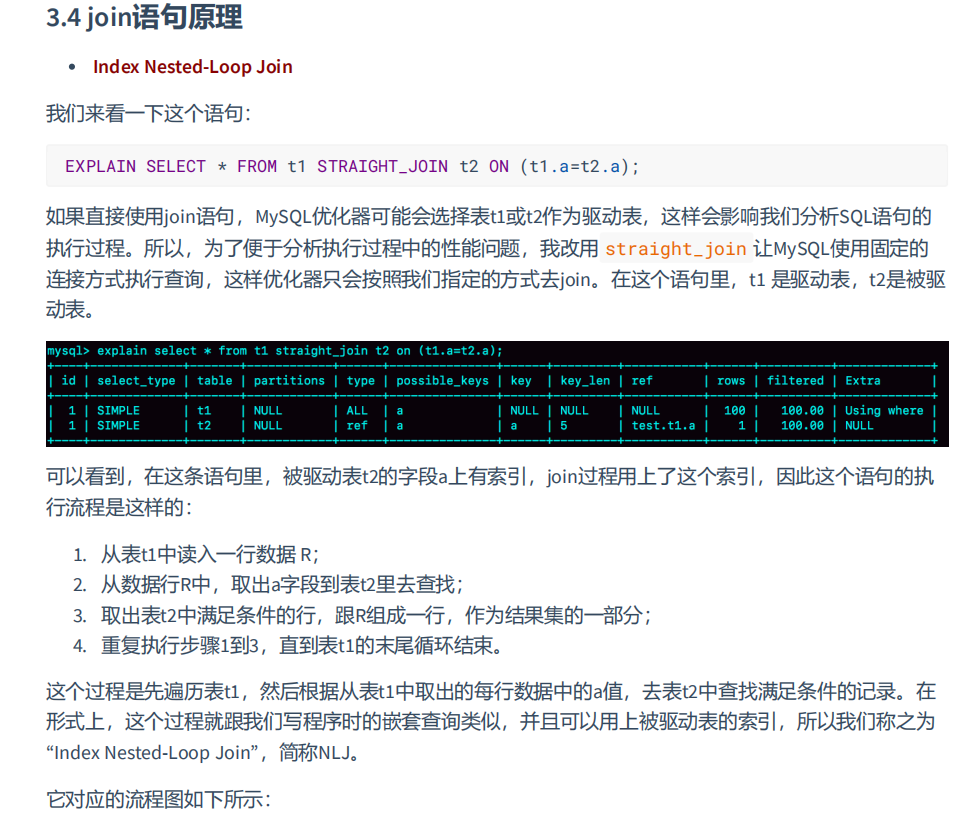 3.4 join语句原理
• Index Nested-Loop Join
我们来看一下这个语句：
EXPLAIN SELECT * FROM t1 STRAIGHT_JOIN t2 ON (t1.a=t2.a);
如果直接使用join语句，MySQL优化器可能会选择表t1或t2作为驱动表，这样会影响我们分析SQL语句的
执行过程。所以，为了便于分析执行过程中的性能问题，我改用 straight_join 让MySQL使用固定的
连接方式执行查询，这样优化器只会按照我们指定的方式去join。在这个语句里，t1 是驱动表，t2是被驱
动表。
mysql> explain select * from t1 straight_join t2 on (t1.a=t2.a);
+----+-------------+-------+------------+------+---------------+------+---------+-----------+------+----------+-------------+
| id | select_type | table | partitions | type | possible_keys | key | key_len | ref | rows | filtered | Extra |
+----+-------------+-------+------------+------+---------------+------+---------+-----------+------+----------+-------------+
| 1 | SIMPLE | t1 | NULL | ALL | a | NULL | NULL | NULL | 100 | 100.00 | Using where |
| 1 | SIMPLE | t2 | NULL | ref | a | a | 5 | test.t1.a | 1 | 100.00 | NULL |
+----+-------------+-------+------------+------+---------------+------+---------+-----------+------+----------+-------------+
可以看到，在这条语句里，被驱动表t2的字段a上有索引，join过程用上了这个索引，因此这个语句的执
行流程是这样的：
1. 从表t1中读入一行数据 R；
2. 从数据行R中，取出a字段到表t2里去查找；
3. 取出表t2中满足条件的行，跟R组成一行，作为结果集的一部分；
4. 重复执行步骤1到3，直到表t1的末尾循环结束。
这个过程是先遍历表t1，然后根据从表t1中取出的每行数据中的a值，去表t2中查找满足条件的记录。在
形式上，这个过程就跟我们写程序时的嵌套查询类似，并且可以用上被驱动表的索引，所以我们称之为
“Index Nested-Loop Join”，简称NLJ。
它对应的流程图如下所示：